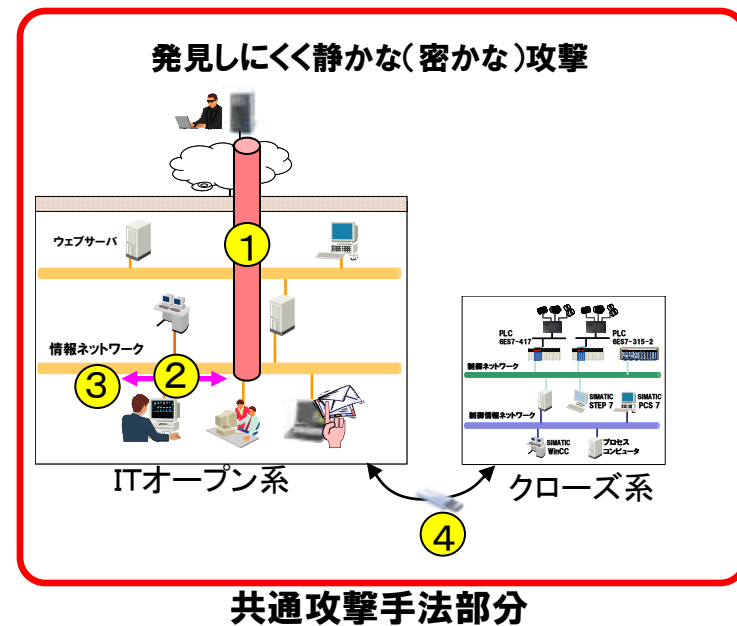 発見しにくく静かな(密かな)攻撃
ウェブサーバ
1
情報ネットワーク
3
2
ITオープン系
PLC
6ES7-417
PLC
6ES7-315-2
制御ネットワーク
SIMATIC
STEP 7
SIMATIC
PCS 7
制御情報ネットワーク
SIMATIC
WinCC
プロセス
コンピュータ
クローズ系
4
共通攻撃手法部分